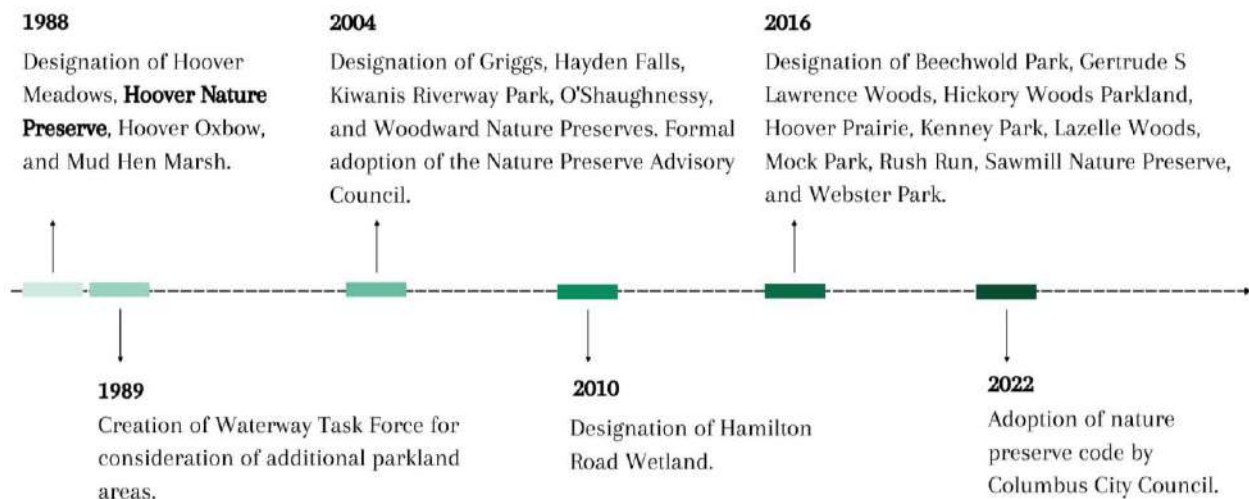 1988
Designation of Hoover
Meadows, Hoover Nature
Preserve, Hoover Oxbow,
and Mud Hen Marsh.
2004
Designation of Griggs, Hayden Falls,
Kiwanis Riverway Park, O'Shaughnessy,
and Woodward Nature Preserves. Formal
adoption of the Nature Preserve Advisory
Council.
2016
Designation of Beechwold Park, Gertrude S
Lawrence Woods, Hickory Woods Parkland,
Hoover Prairie, Kenney Park, Lazelle Woods,
Mock Park, Rush Run, Sawmill Nature Preserve,
and Webster Park.
1989
Creation of Waterway Task Force for
consideration of additional parkland
areas.
2010
Designation of Hamilton
Road Wetland.
2022
Adoption of nature
preserve code by
Columbus City Council.